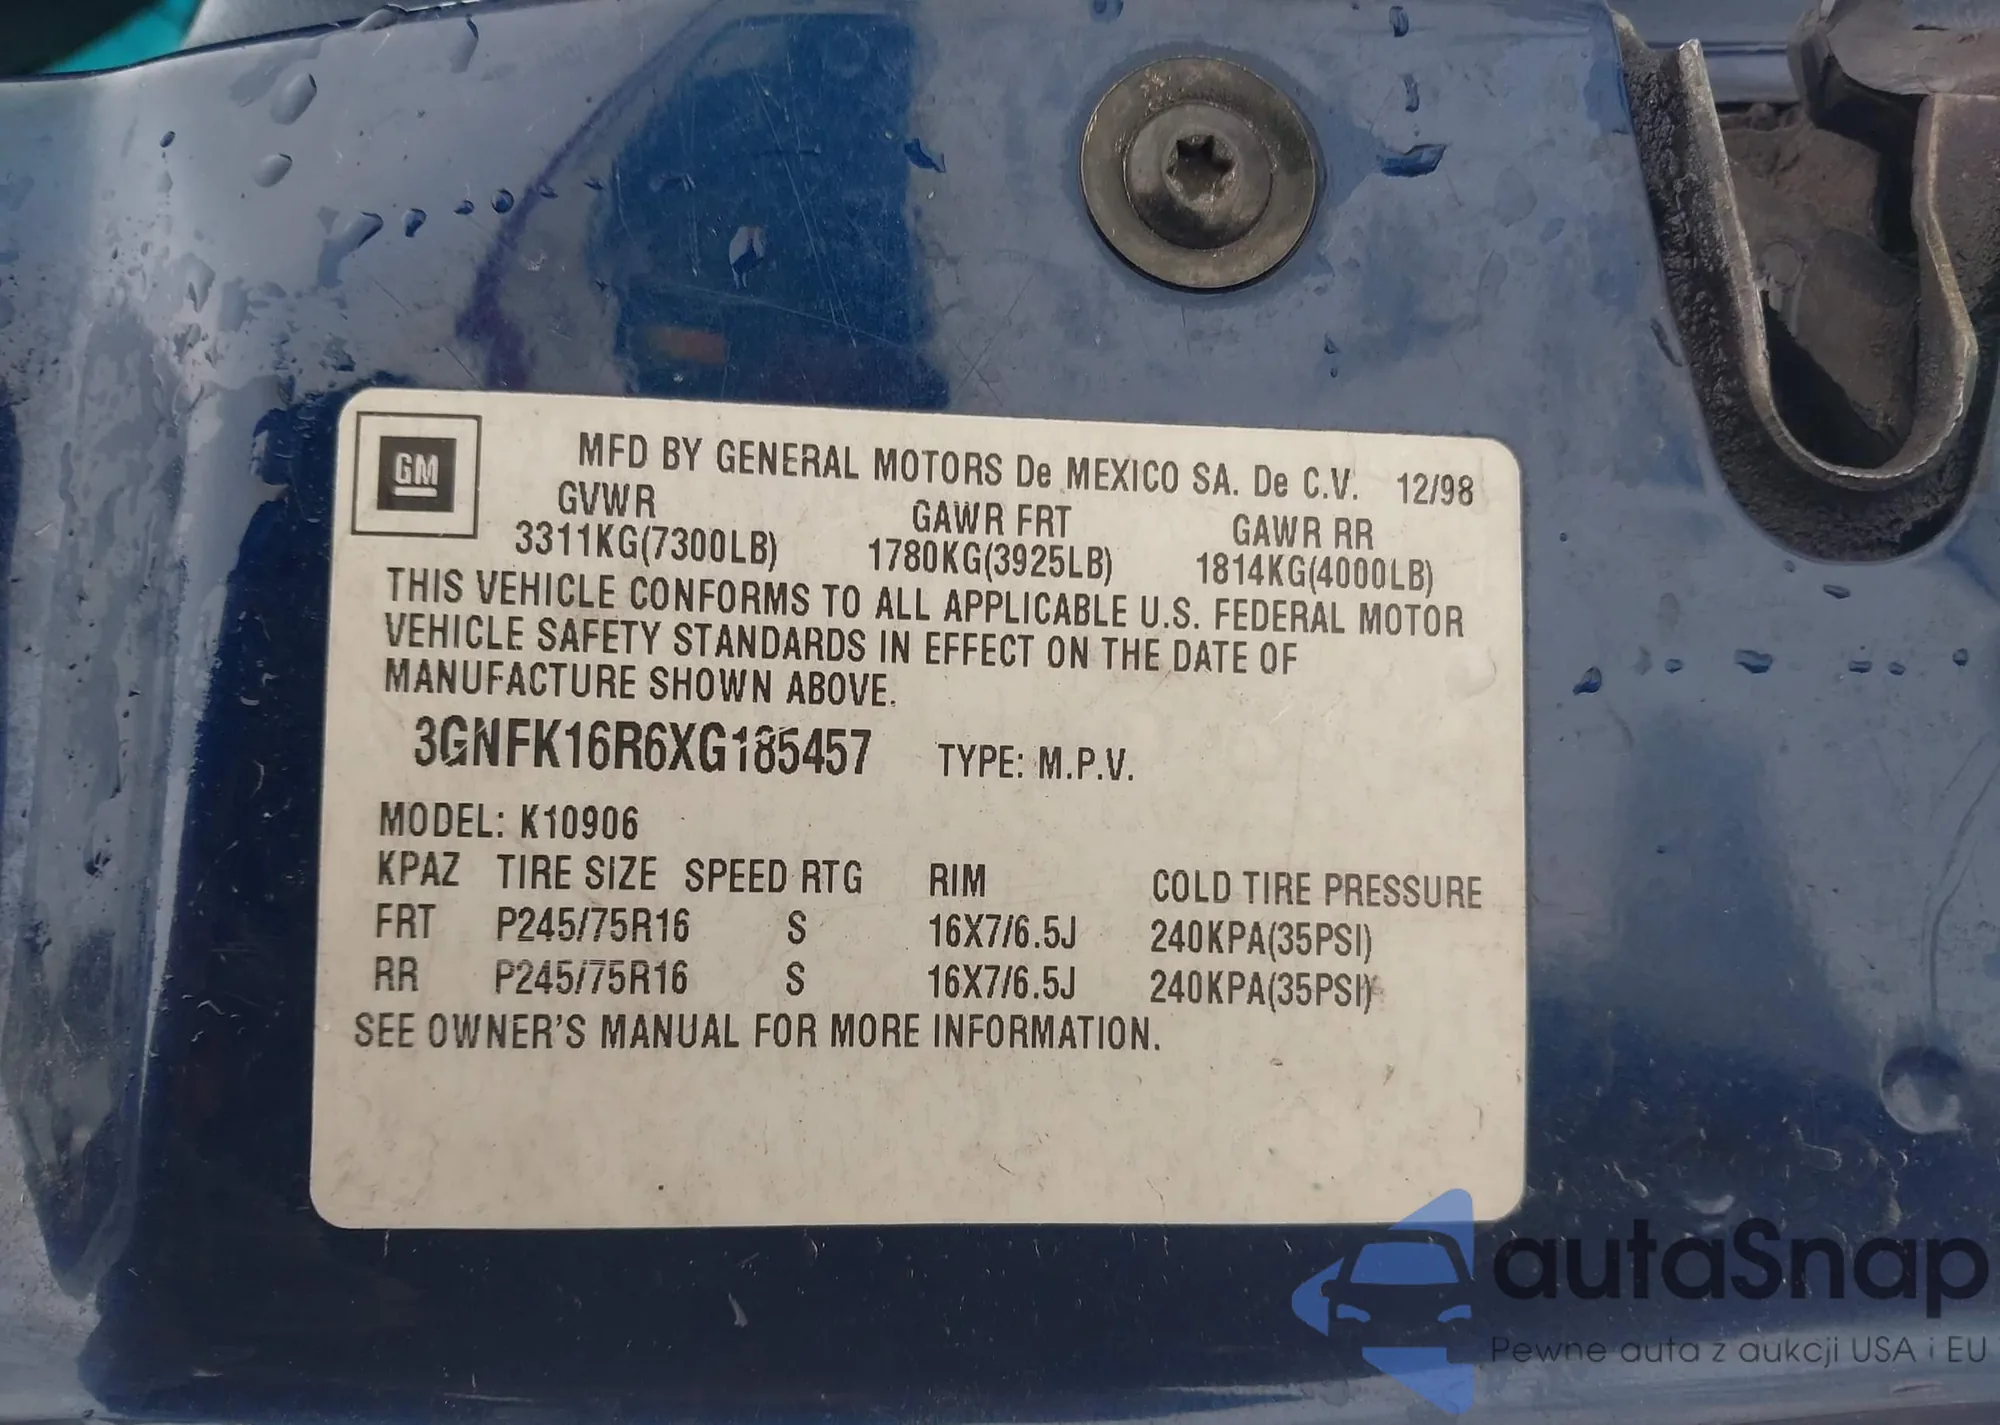 GM
MFD BY GENERAL MOTORS De MEXICO SA. De C.V. 12/98
GVWR GAWR FRT GAWR RR
3311KG(7300LB) 1780KG(3925LB) 1814KG(4000LB)
THIS VEHICLE CONFORMS TO ALL APPLICABLE U.S. FEDERAL MOTOR
VEHICLE SAFETY STANDARDS IN EFFECT ON THE DATE OF
MANUFACTURE SHOWN ABOVE.
3GNFK16R6XG185457 TYPE: M.P.V.
MODEL: K10906
KPAZ TIRE SIZE SPEED RTG RIM COLD TIRE PRESSURE
FRT P245/75R16 S 16X7/6.5J 240KPA(35PSI)
RR P245/75R16 S 16X7/6.5J 240KPA(35PSI)
SEE OWNER'S MANUAL FOR MORE INFORMATION.
autaSnap
Pewne auta z aukcji USA i EU